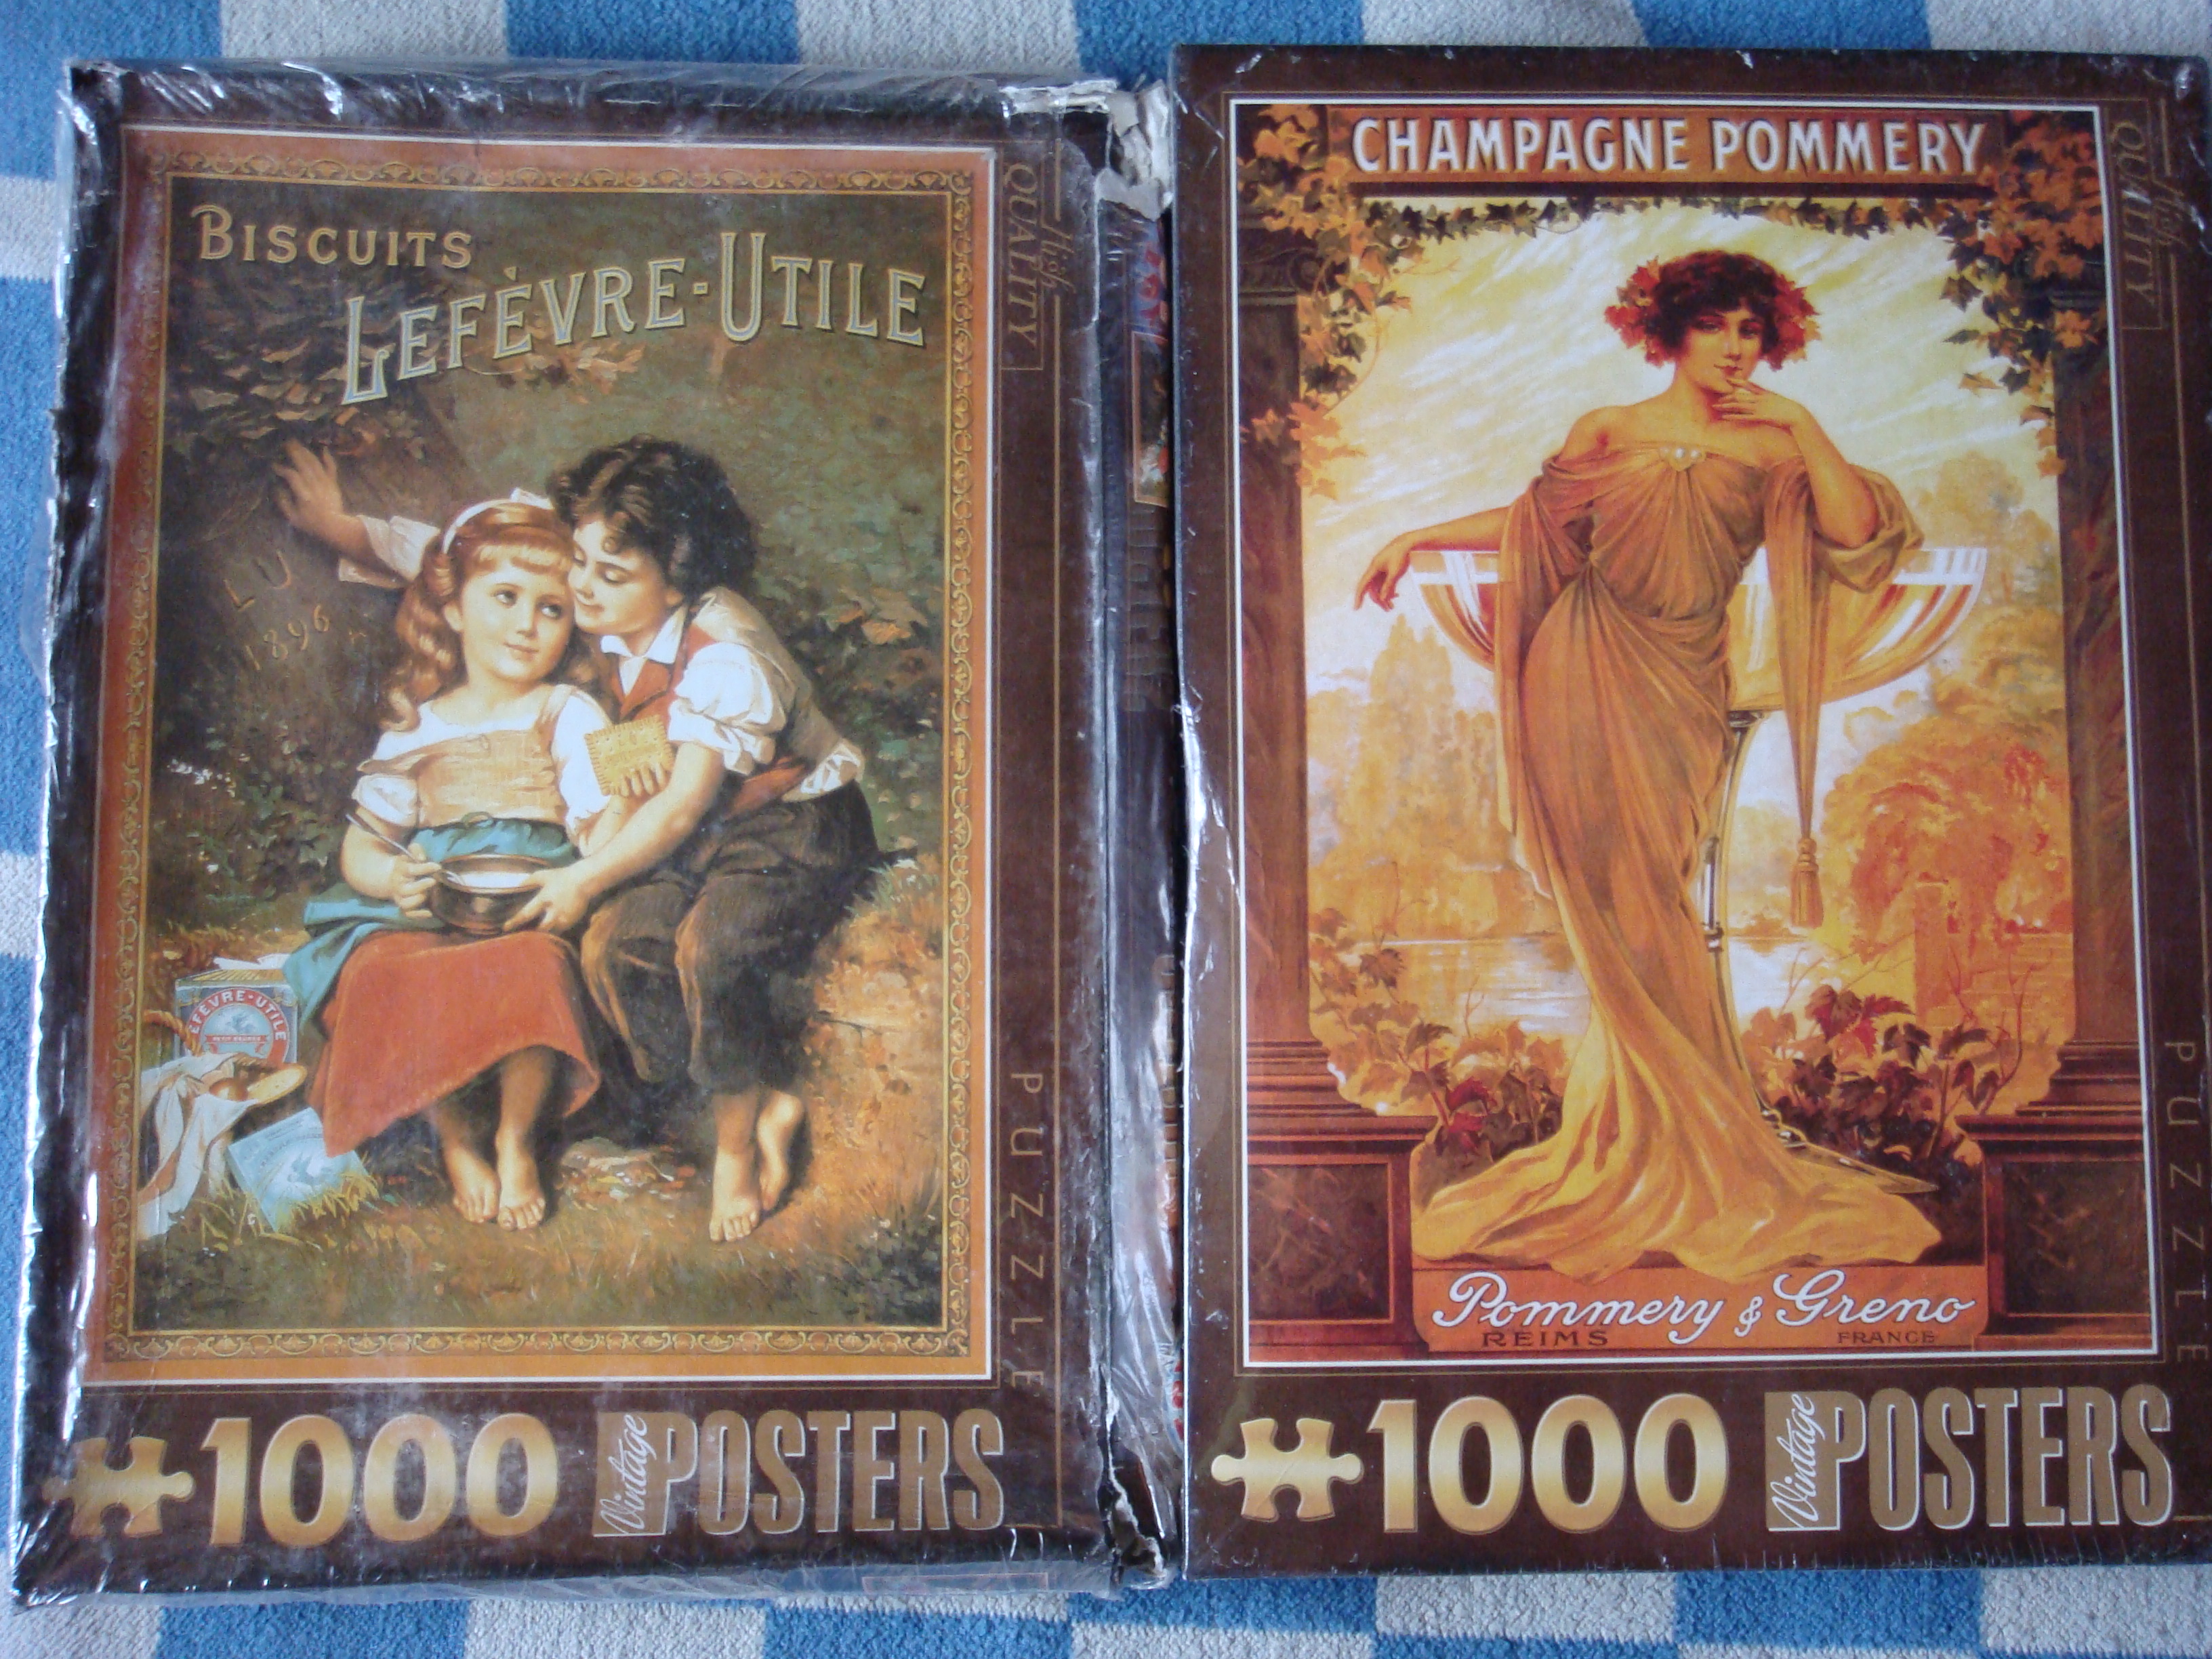 BISCUITS
LEFÈVRE-UTILE
LU
1896
EFÈVRE-UTILE
High
QUALITY
PUZZLE
1000 Vintage POSTERS
CHAMPAGNE POMMERY
Pommery & Greno
REIMS FRANCE
High
QUALITY
PUZZLE
1000 Vintage POSTERS